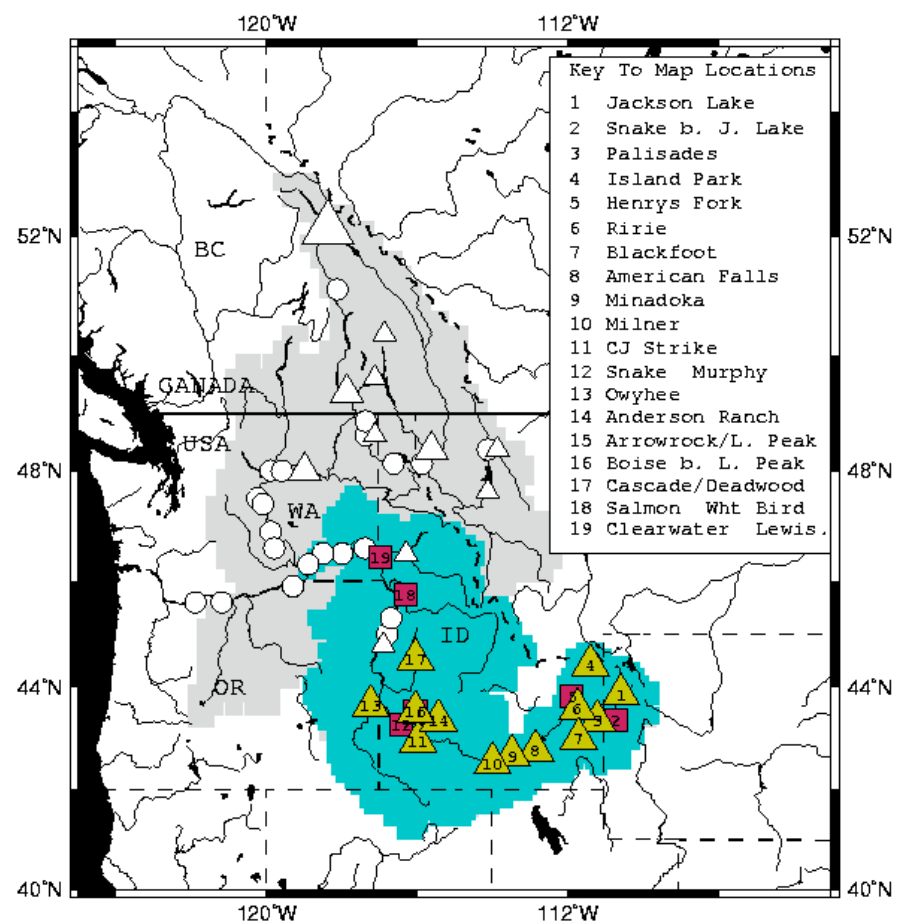 120°W 112°W
Key To Map Locations
1 Jackson Lake
2 Snake b. J. Lake
3 Palisades
4 Island Park
5 Henrys Fork
6 Ririe
7 Blackfoot
8 American Falls
9 Minadoka
10 Milner
11 CJ Strike
12 Snake Murphy
13 Owyhee
14 Anderson Ranch
15 Arrowrock/L. Peak
16 Boise b. L. Peak
17 Cascade/Deadwood
18 Salmon Wht Bird
19 Clearwater Lewis.
52°N 52°N
BC
CANADA
USA
48°N 48°N
WA
19
18
ID
17
4
44°N 44°N
OR
13
16
14
12
11
10
9
8
7
6
3
2
1
40°N 40°N
120°W 112°W